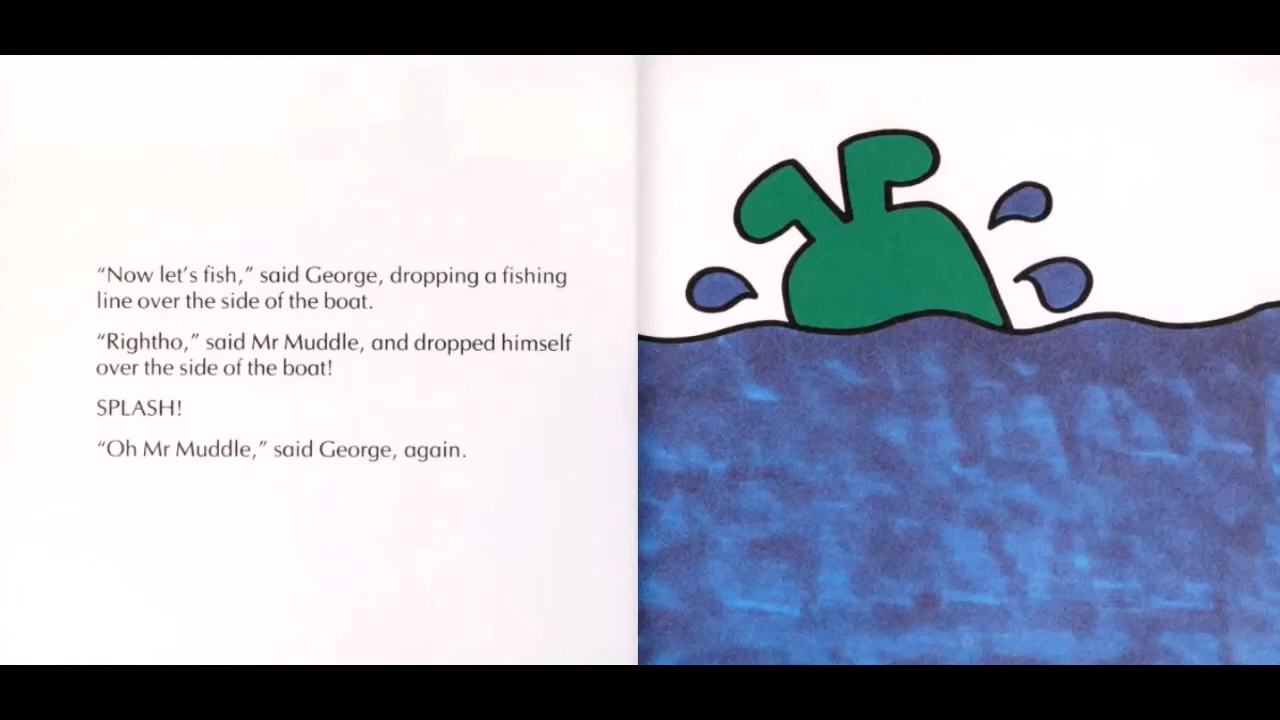 “Now let’s fish,” said George, dropping a fishing
line over the side of the boat.
“Rightho,” said Mr Muddle, and dropped himself
over the side of the boat!
SPLASH!
“Oh Mr Muddle,” said George, again.